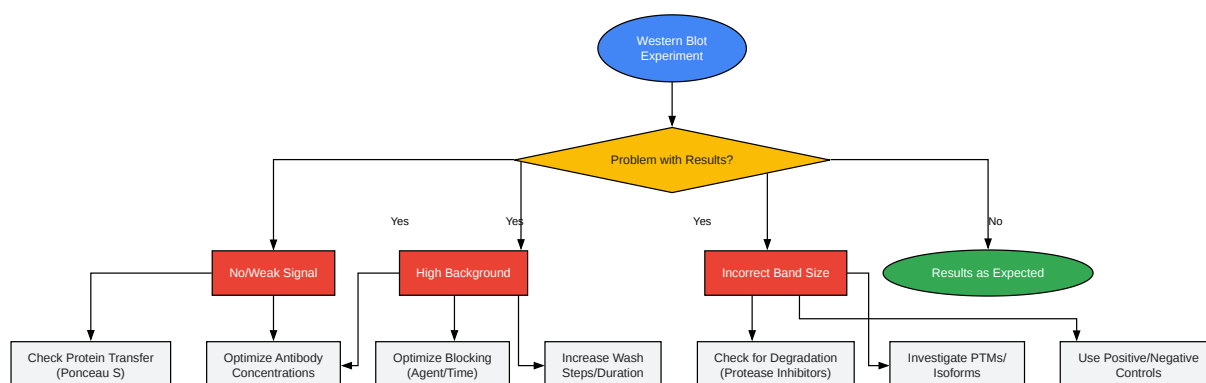 Western Blot
Experiment
Problem with Results?
Yes
Yes
Yes
No
No/Weak Signal
High Background
Incorrect Band Size
Results as Expected
Check Protein Transfer
(Ponceau S)
Optimize Antibody
Concentrations
Optimize Blocking
(Agent/Time)
Increase Wash
Steps/Duration
Check for Degradation
(Protease Inhibitors)
Investigate PTMs/
Isoforms
Use Positive/Negative
Controls